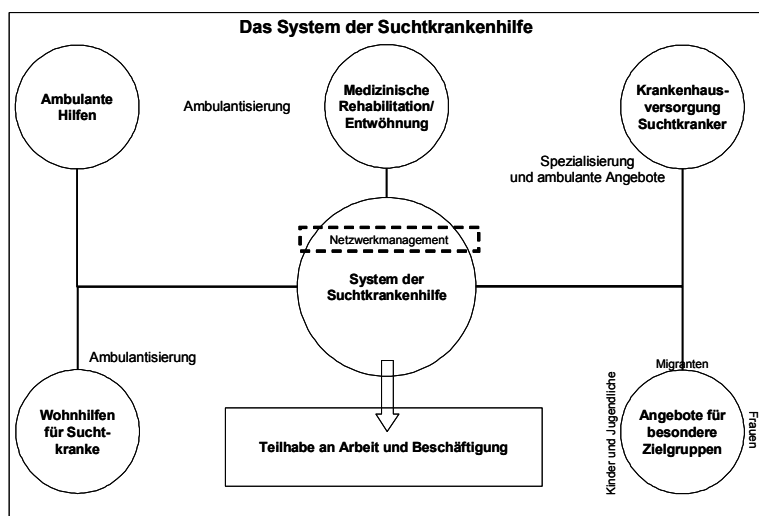 Das System der Suchtkrankenhilfe
Ambulante
Hilfen
Ambulantisierung
Medizinische
Rehabilitation/
Entwöhnung
Krankenhaus-
versorgung
Suchtkranker
Spezialisierung
und ambulante Angebote
Netzwerkmanagement
System der
Suchtkrankenhilfe
Ambulantisierung
Wohnhilfen
für Sucht-
kranke
Teilhabe an Arbeit und Beschäftigung
Migranten
Kinder und Jugendliche
Angebote für
besondere
Zielgruppen
Frauen